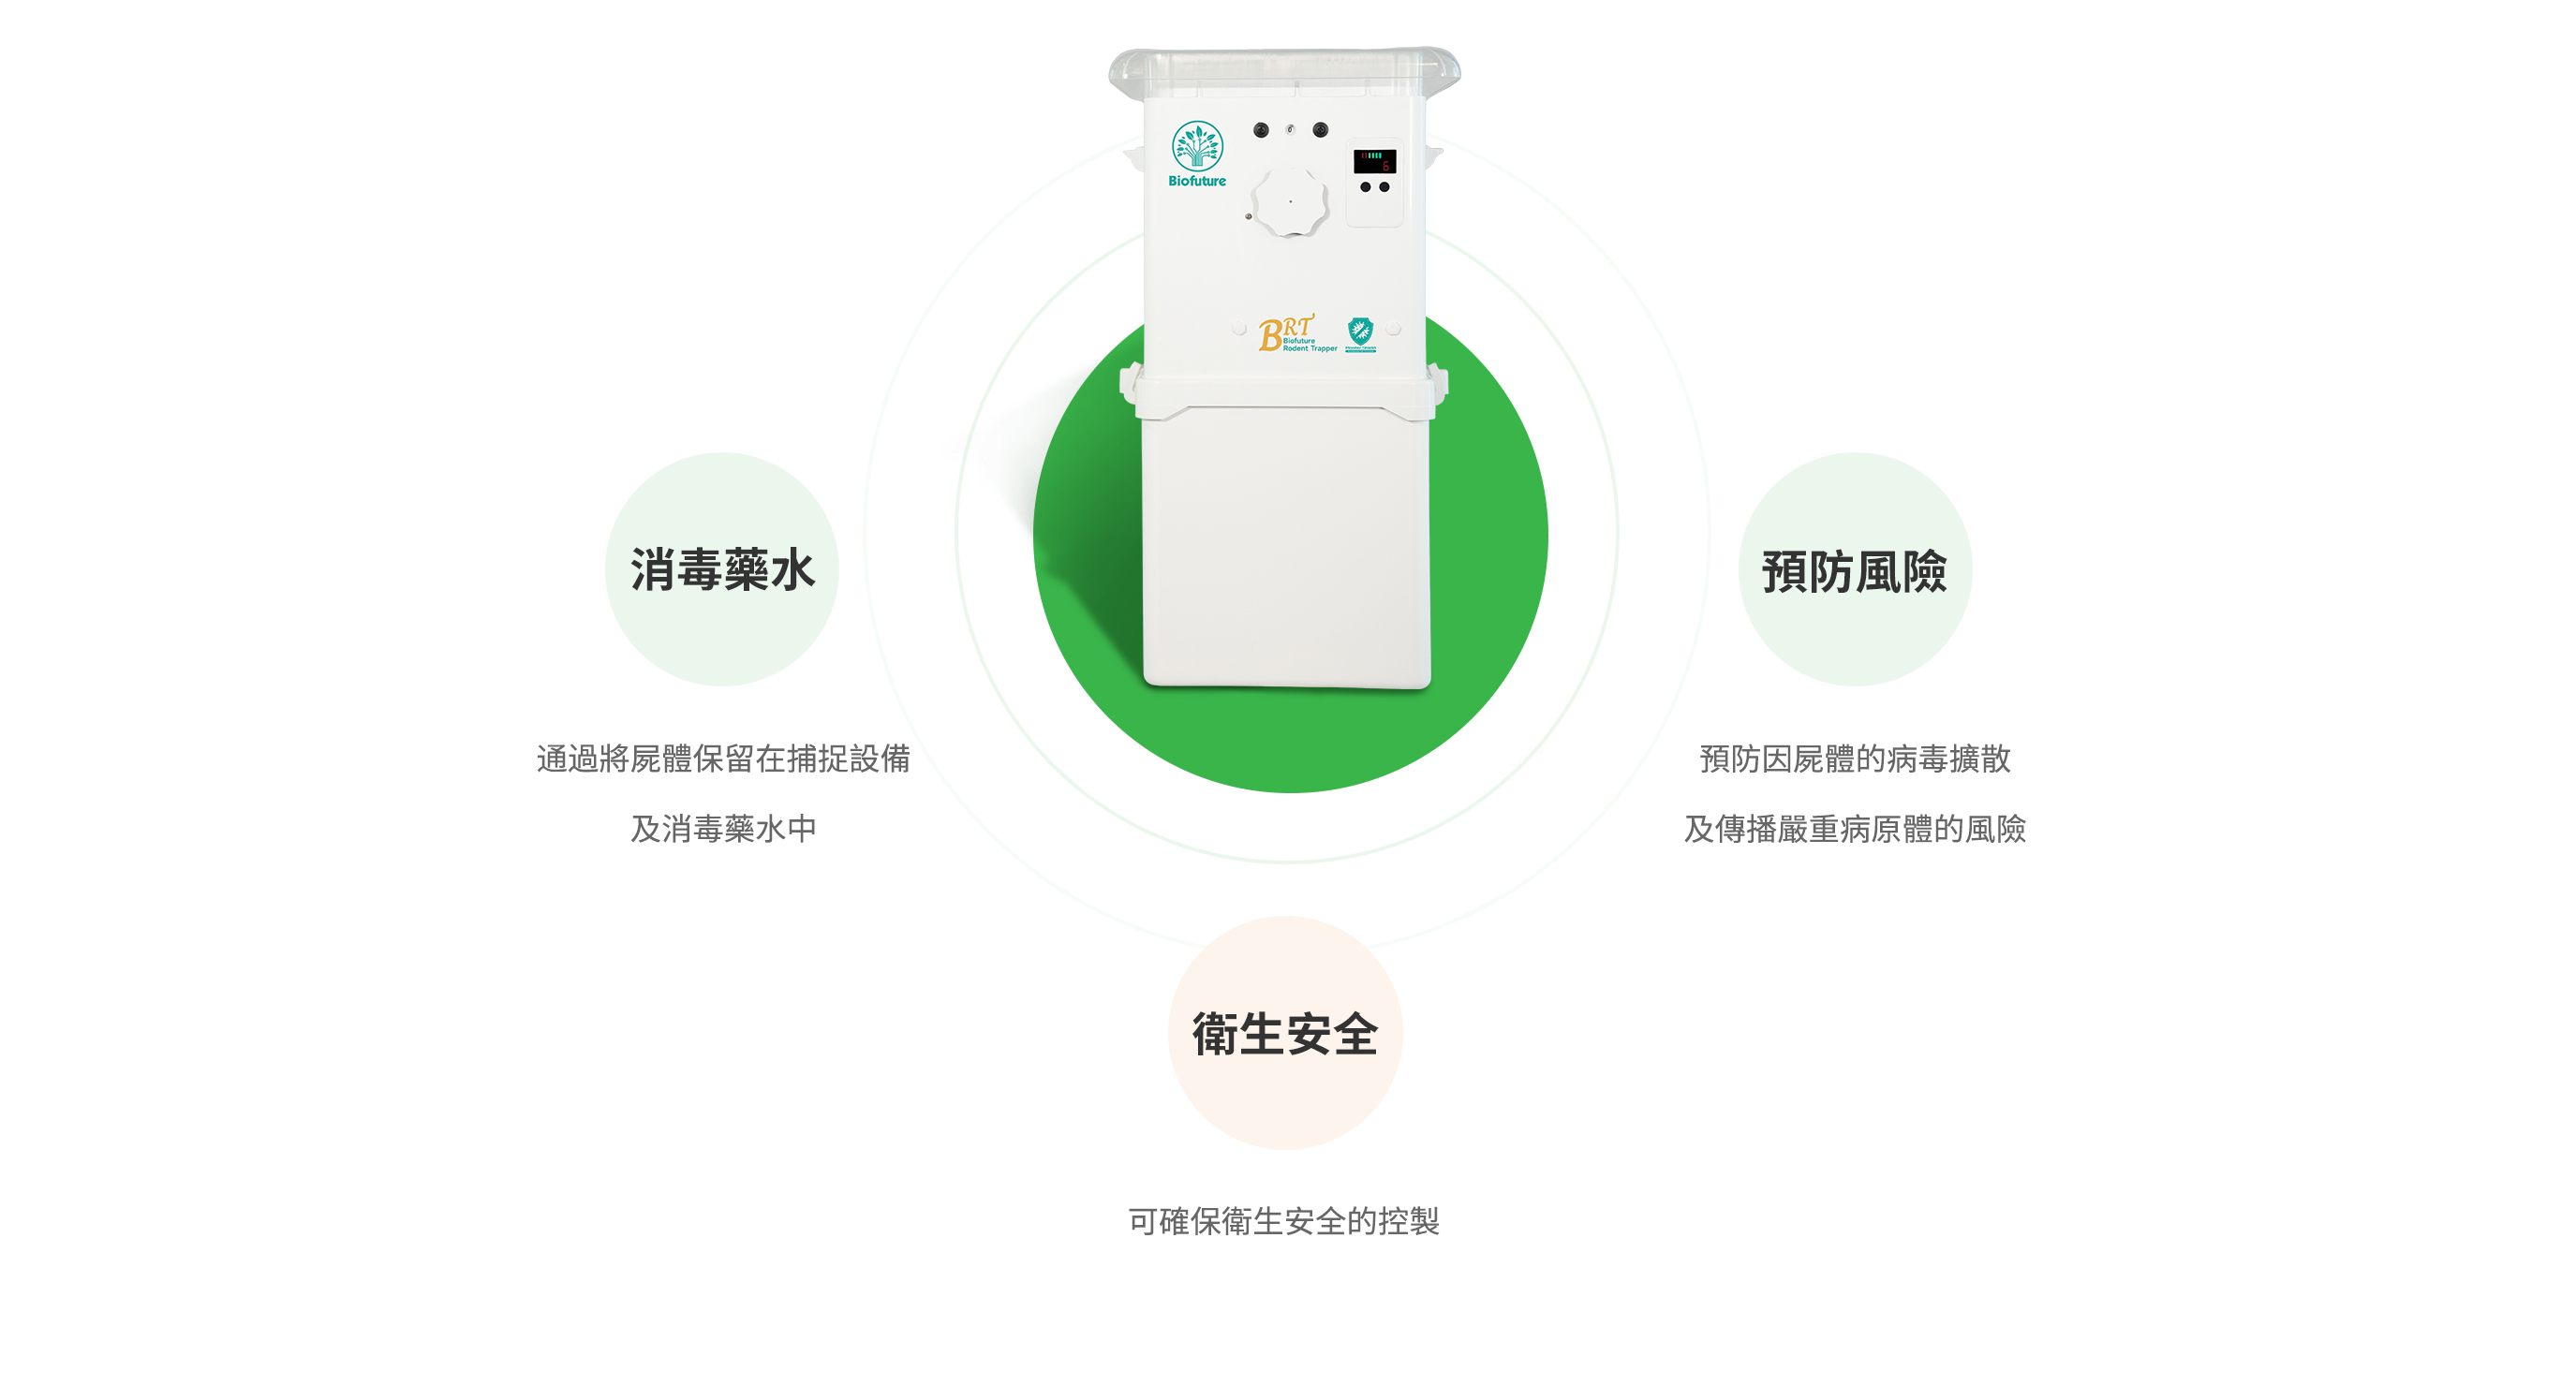 Biofuture
6
BRT
Biofuture
Rodent Trapper
消毒藥水
預防風險
通過將屍體保留在捕捉設備
及消毒藥水中
預防因屍體的病毒擴散
及傳播嚴重病原體的風險
衛生安全
可確保衛生安全的控製